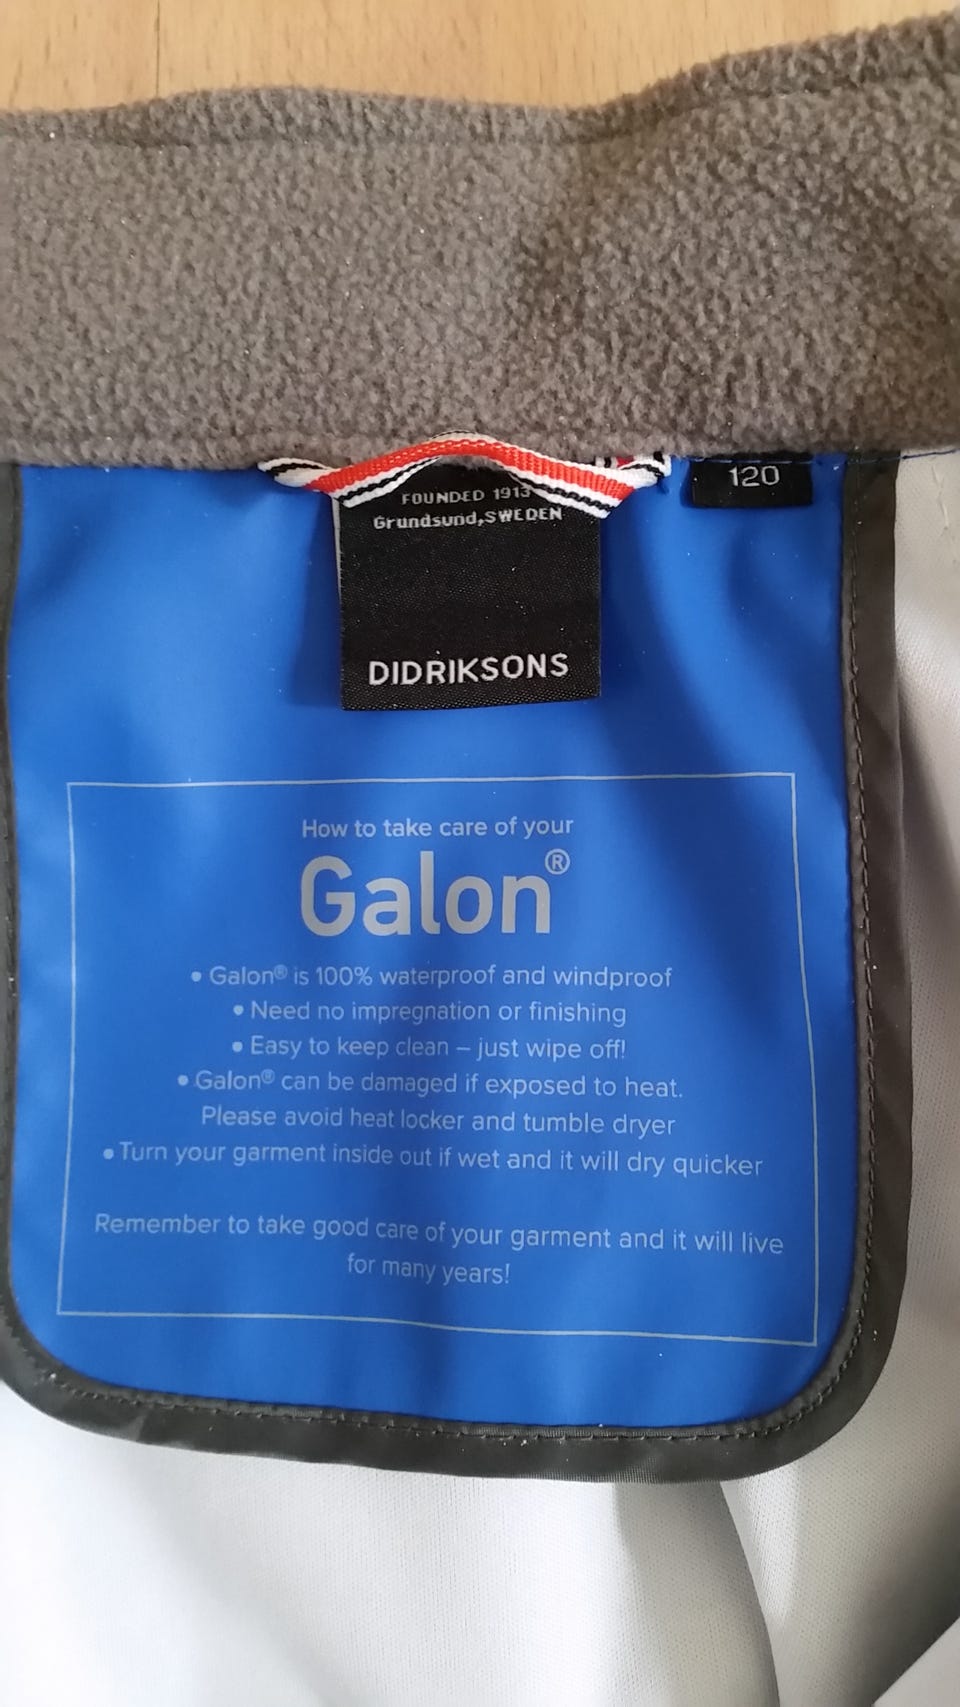 FOUNDED 1913
Grundsund, SWEDEN
120
DIDRIKSONS
How to take care of your
Galon®
• Galon® is 100% waterproof and windproof
• Need no impregnation or finishing
• Easy to keep clean – just wipe off!
• Galon® can be damaged if exposed to heat.
Please avoid heat locker and tumble dryer
• Turn your garment inside out if wet and it will dry quicker
Remember to take good care of your garment and it will live
for many years!